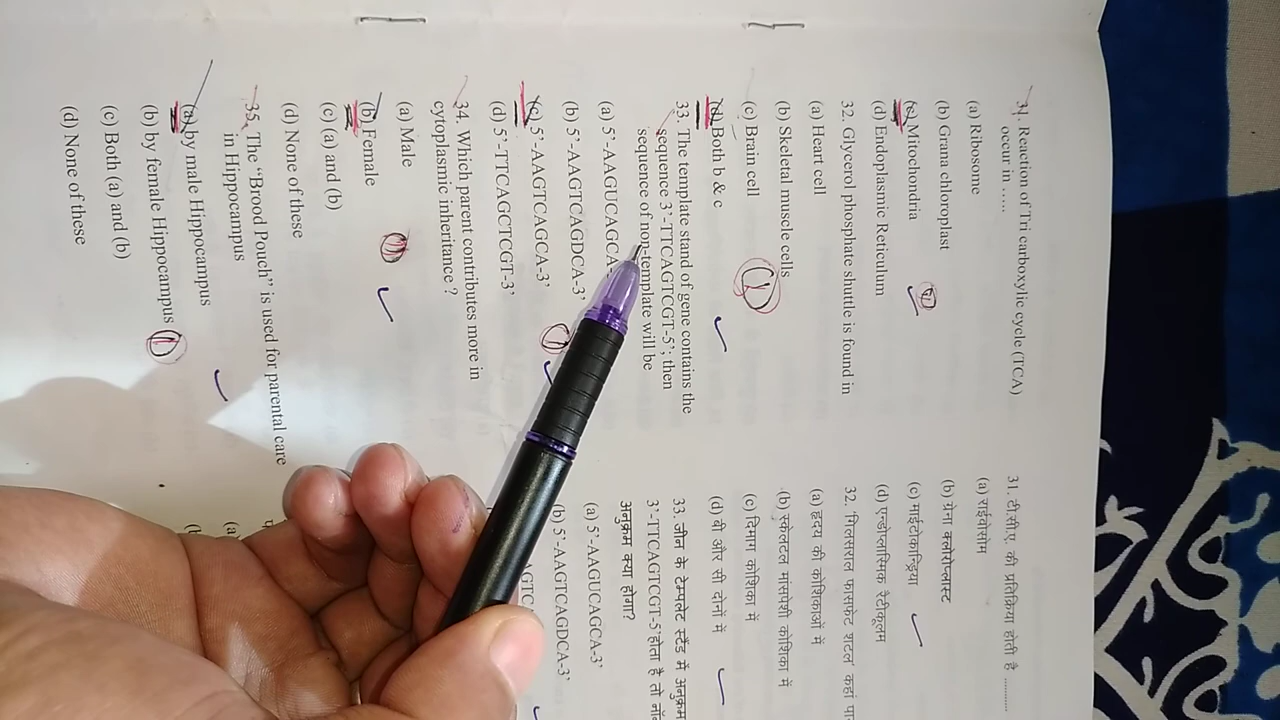 31. Reaction of Tri carboxylic cycle (TCA)
occur in .....
(a) Ribosome
(b) Grana chloroplast
(c) Mitochondria
(d) Endoplasmic Reticulum
32. Glycerol phosphate shuttle is found in
(a) Heart cell
(b) Skeletal muscle cells
(c) Brain cell
(d) Both b & c
33. The template stand of gene contains the
sequence 3’-TTCAGTCGT-5’; then
sequence of non-template will be
(a) 5’-AAGUCAGCA-
(b) 5’-AAGTCAGDCA-3’
(c) 5’-AAGTCAGCA-3’
(d) 5’-TTCAGCTCGT-3’
34. Which parent contributes more in
cytoplasmic inheritance ?
(a) Male
(b) Female
(c) (a) and (b)
(d) None of these
35. The “Brood Pouch” is used for parental care
in Hippocampus
(a) by male Hippocampus
(b) by female Hippocampus
(c) Both (a) and (b)
(d) None of these
31. टी.सी.ए. की प्रतिक्रिया होती है ..........
(a) राइबोसोम
(b) ग्रेना क्लोरोप्लास्ट
(c) माईटोकान्ड्रिया
(d) एन्डोप्लास्मिक रैटीकूलम
32. फास्फेट शटल कहां
(a) हृदय की कोशिकाओं में
(b) स्कलटल मांसपेशी कोशिका में
(c) दिमाग कोशिका में
(d) बी और सी दोनों में
33. जीन के टेम्पलेट स्टैंड में अनुक्रम
3’-TTCAGTCGT-5’ होता है तो
अनुक्रम क्या होगा?
(a) 5’-AAGUCAGCA-3’
(b) 5’-AAGTCAGDCA-3’
AGTC
(a)